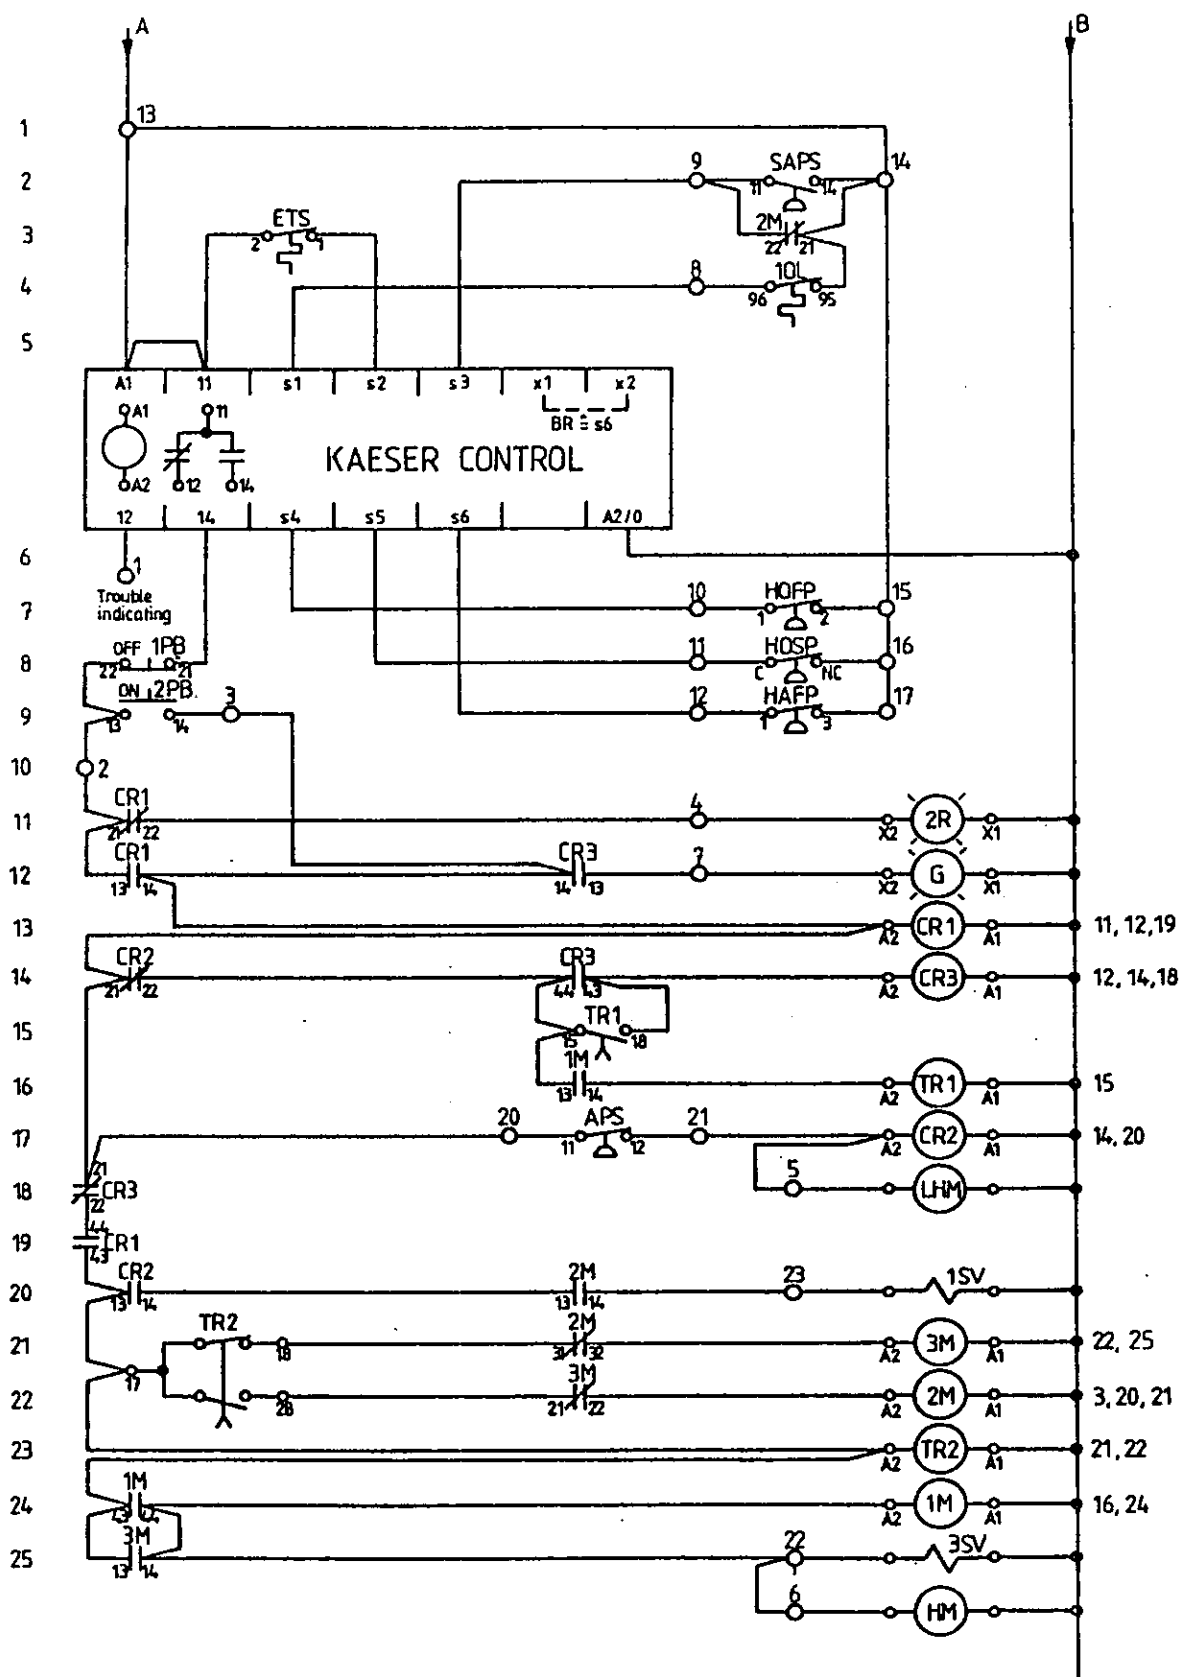 A B
1 13
2 9 SAPS 14
11 14
3 ETS 2M
2 1 22 21
4 8 1OL
96 95
5
A1 11 s1 s2 s3 x1 x2
A1 11 BR ≙ s6
KAESER CONTROL
A2 12 14
12 14 s4 s5 s6 A2/0
6 1
Trouble
indicating
7 10 HOFP 15
1 2
8 OFF 1PB 11 HOSP 16
22 21 C NC
9 ON 2PB 3 12 HAFP 17
13 14 1 3
10 2
11 CR1 4 2R
21 22 X2 X1
12 CR1 CR3 7 G
13 14 14 13 X2 X1
13 CR1 11, 12, 19
A2 A1
14 CR2 CR3 CR3 12, 14, 18
21 22 44 43 A2 A1
15 TR1
15 18
16 1M TR1 15
13 14 A2 A1
17 20 APS 21 CR2 14, 20
11 12 A2 A1
18 21 CR3 5 LHM
22
19 44 CR1
43
20 CR2 2M 23 1SV
13 14 13 14
21 TR2 2M 3M 22, 25
18 31 32 A2 A1
17
22 3M 2M 3, 20, 21
28 21 22 A2 A1
23 TR2 21, 22
A2 A1
24 1M 1M 16, 24
43 44 A2 A1
25 3M 22 3SV
13 14
6 HM